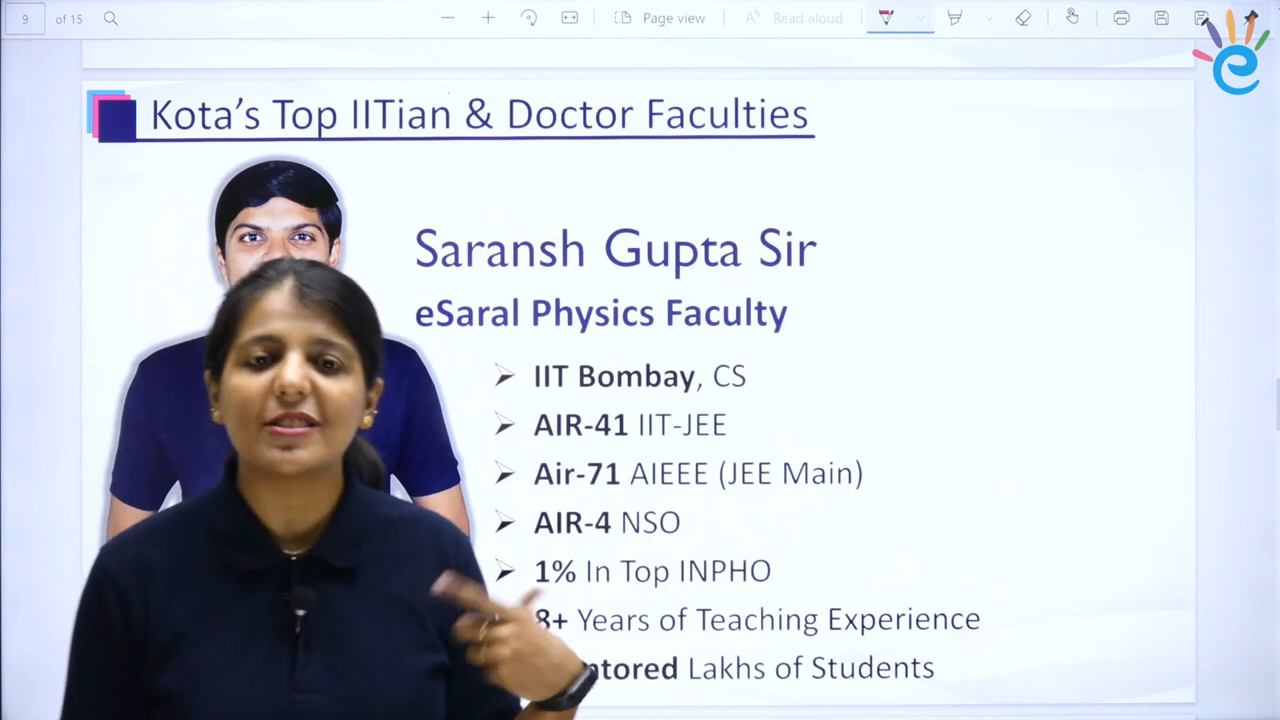 9 of 15 Page view Read aloud
Kota's Top IITian & Doctor Faculties
Saransh Gupta Sir
eSaral Physics Faculty
IIT Bombay, CS
AIR-41 IIT-JEE
Air-71 AIEEE (JEE Main)
AIR-4 NSO
1% In Top INPHO
8+ Years of Teaching Experience
Lakhs of Students